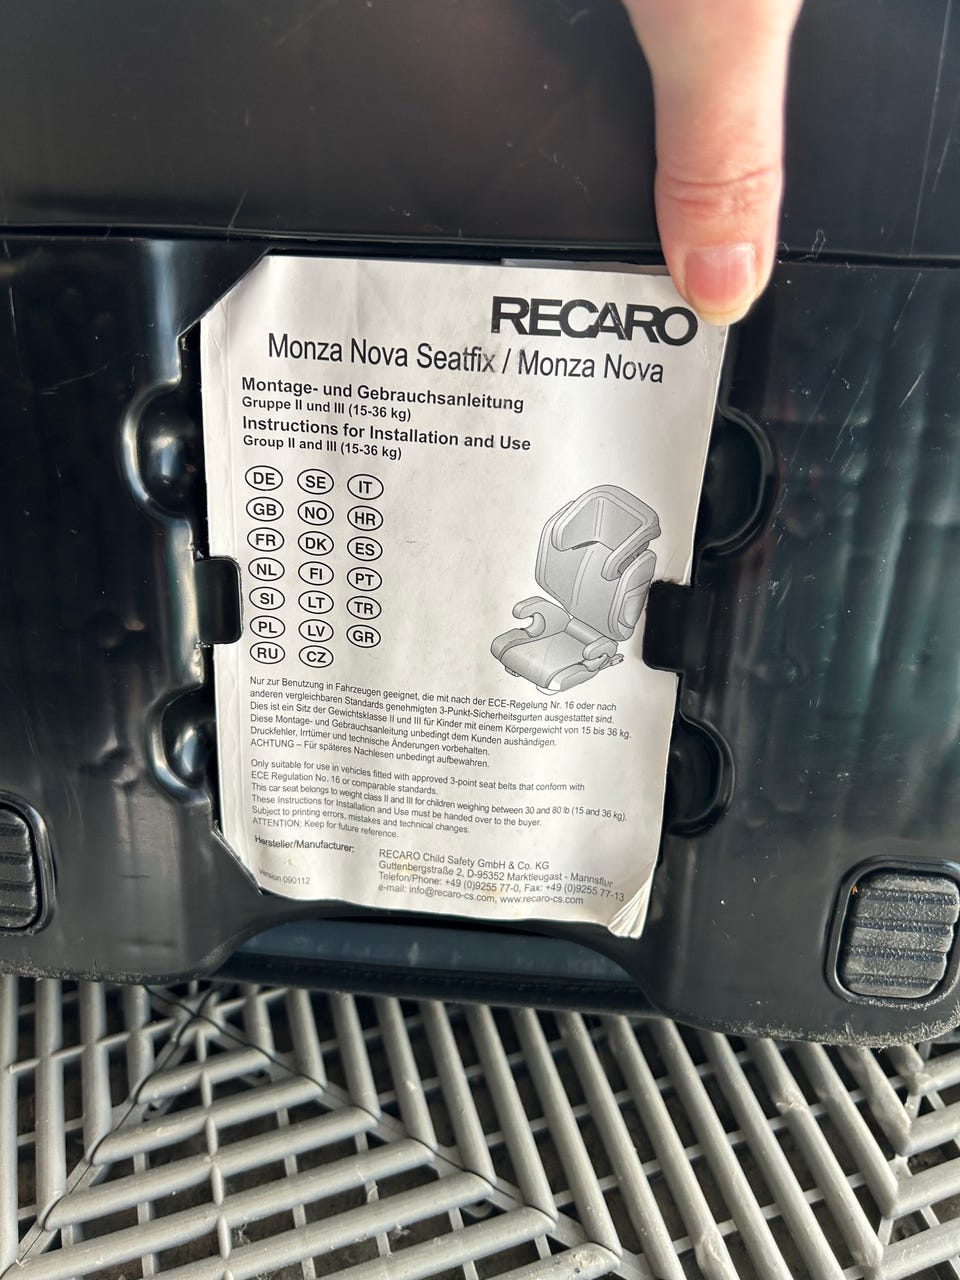 RECARO
Monza Nova Seatfix / Monza Nova
Montage- und Gebrauchsanleitung
Gruppe II und III (15-36 kg)
Instructions for Installation and Use
Group II and III (15-36 kg)
DE SE IT
GB NO HR
FR DK ES
NL FI PT
SI LT TR
PL LV GR
RU CZ
Nur zur Benutzung in Fahrzeugen geeignet, die mit nach der ECE-Regelung Nr. 16 oder nach
anderen vergleichbaren Standards genehmigten 3-Punkt-Sicherheitsgurten ausgestattet sind.
Dies ist ein Sitz der Gewichtsklasse II und III für Kinder mit einem Körpergewicht von 15 bis 36 kg.
Diese Montage- und Gebrauchsanleitung unbedingt dem Kunden aushändigen.
Druckfehler, Irrtümer und technische Änderungen vorbehalten.
ACHTUNG – Für späteres Nachlesen unbedingt aufbewahren.
Only suitable for use in vehicles fitted with approved 3-point seat belts that conform with
ECE Regulation No. 16 or comparable standards.
This car seat belongs to weight class II and III for children weighing between 30 and 80 lb (15 and 36 kg).
These Instructions for Installation and Use must be handed over to the buyer.
Subject to printing errors, mistakes and technical changes.
ATTENTION: Keep for future reference.
Hersteller/Manufacturer:
RECARO Child Safety GmbH & Co. KG
Guttenbergstraße 2, D-95352 Marktleugast - Mannsflur
Telefon/Phone: +49 (0)9255 77-0, Fax: +49 (0)9255 77-13
e-mail: info@recaro-cs.com, www.recaro-cs.com
Version 090112